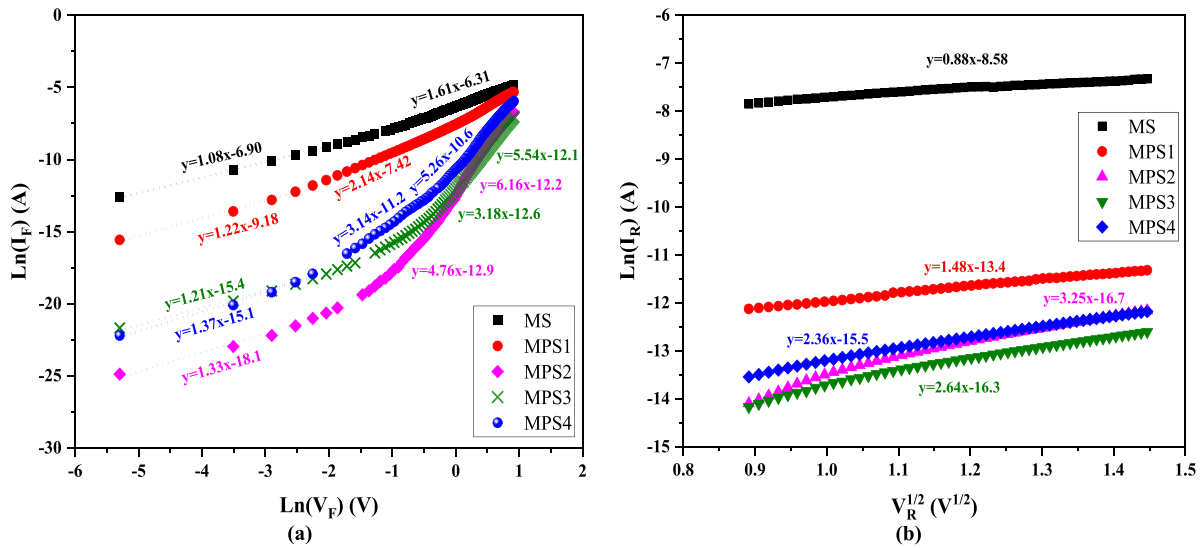 0
-5
-10
-15
-20
-25
-30
-6
-5
-4
-3
-2
-1
0
1
2
Ln(I_F) (A)
Ln(V_F) (V)
y=1.61x-6.31
y=1.08x-6.90
y=2.14x-7.42
y=1.22x-9.18
y=5.26x-10.6
y=3.14x-11.2
y=5.54x-12.1
y=6.16x-12.2
y=3.18x-12.6
y=4.76x-12.9
y=1.21x-15.4
y=1.37x-15.1
y=1.33x-18.1
MS
MPS1
MPS2
MPS3
MPS4
(a)
-6
-7
-8
-9
-10
-11
-12
-13
-14
-15
0.8
0.9
1.0
1.1
1.2
1.3
1.4
1.5
Ln(I_R) (A)
V_R^{1/2} (V^{1/2})
y=0.88x-8.58
MS
MPS1
MPS2
MPS3
MPS4
y=1.48x-13.4
y=3.25x-16.7
y=2.36x-15.5
y=2.64x-16.3
(b)